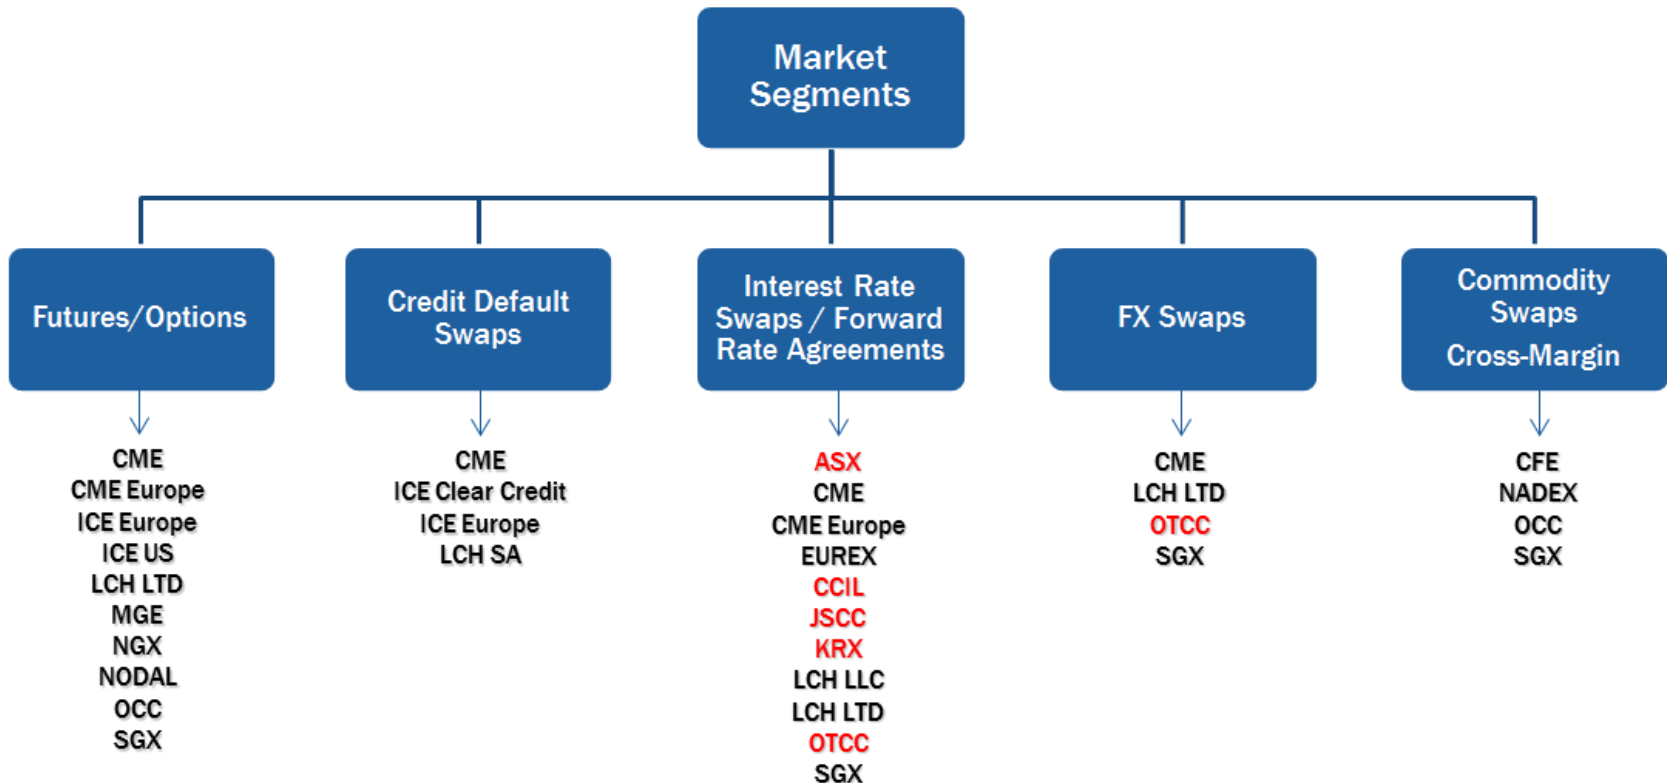 Market
Segments
Futures/Options
CME
CME Europe
ICE Europe
ICE US
LCH LTD
MGE
NGX
NODAL
OCC
SGX
Credit Default
Swaps
CME
ICE Clear Credit
ICE Europe
LCH SA
Interest Rate
Swaps / Forward
Rate Agreements
ASX
CME
CME Europe
EUREX
CCIL
JSCC
KRX
LCH LLC
LCH LTD
OTCC
SGX
FX Swaps
CME
LCH LTD
OTCC
SGX
Commodity
Swaps
Cross-Margin
CFE
NADEX
OCC
SGX